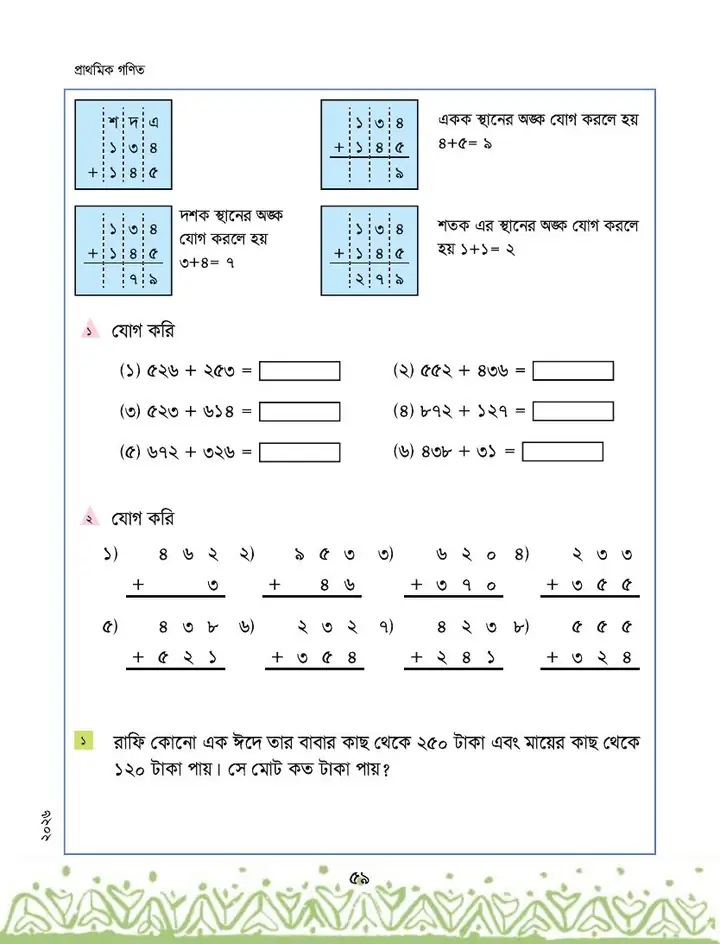 প্রাথমিক গণিত
শ দ এ
১ ৩ ৪
+ ১ ৪ ৫
১ ৩ ৪
+ ১ ৪ ৫
৯
একক স্থানের অঙ্ক যোগ করলে হয়
৪+৫= ৯
১ ৩ ৪
+ ১ ৪ ৫
৭ ৯
দশক স্থানের অঙ্ক
যোগ করলে হয়
৩+৪= ৭
১ ৩ ৪
+ ১ ৪ ৫
২ ৭ ৯
শতক এর স্থানের অঙ্ক যোগ করলে
হয় ১+১= ২
১ যোগ করি
(১) ৫২৬ + ২৫৩ =
(২) ৫৫২ + ৪৩৬ =
(৩) ৫২৩ + ৬১৪ =
(৪) ৮৭২ + ১২৭ =
(৫) ৬৭২ + ৩২৬ =
(৬) ৪৩৮ + ৩১ =
২ যোগ করি
১) ৪ ৬ ২ ২) ৯ ৫ ৩ ৩) ৬ ২ ০ ৪) ২ ৩ ৩
+ ৩ + ৪ ৬ + ৩ ৭ ০ + ৩ ৫ ৫
৫) ৪ ৩ ৮ ৬) ২ ৩ ২ ৭) ৪ ২ ৩ ৮) ৫ ৫ ৫
+ ৫ ২ ১ + ৩ ৫ ৪ + ২ ৪ ১ + ৩ ২ ৪
১ রাফি কোনো এক ঈদে তার বাবার কাছ থেকে ২৫০ টাকা এবং মায়ের কাছ থেকে
১২০ টাকা পায়। সে মোট কত টাকা পায়?
২০২৬
৫৯